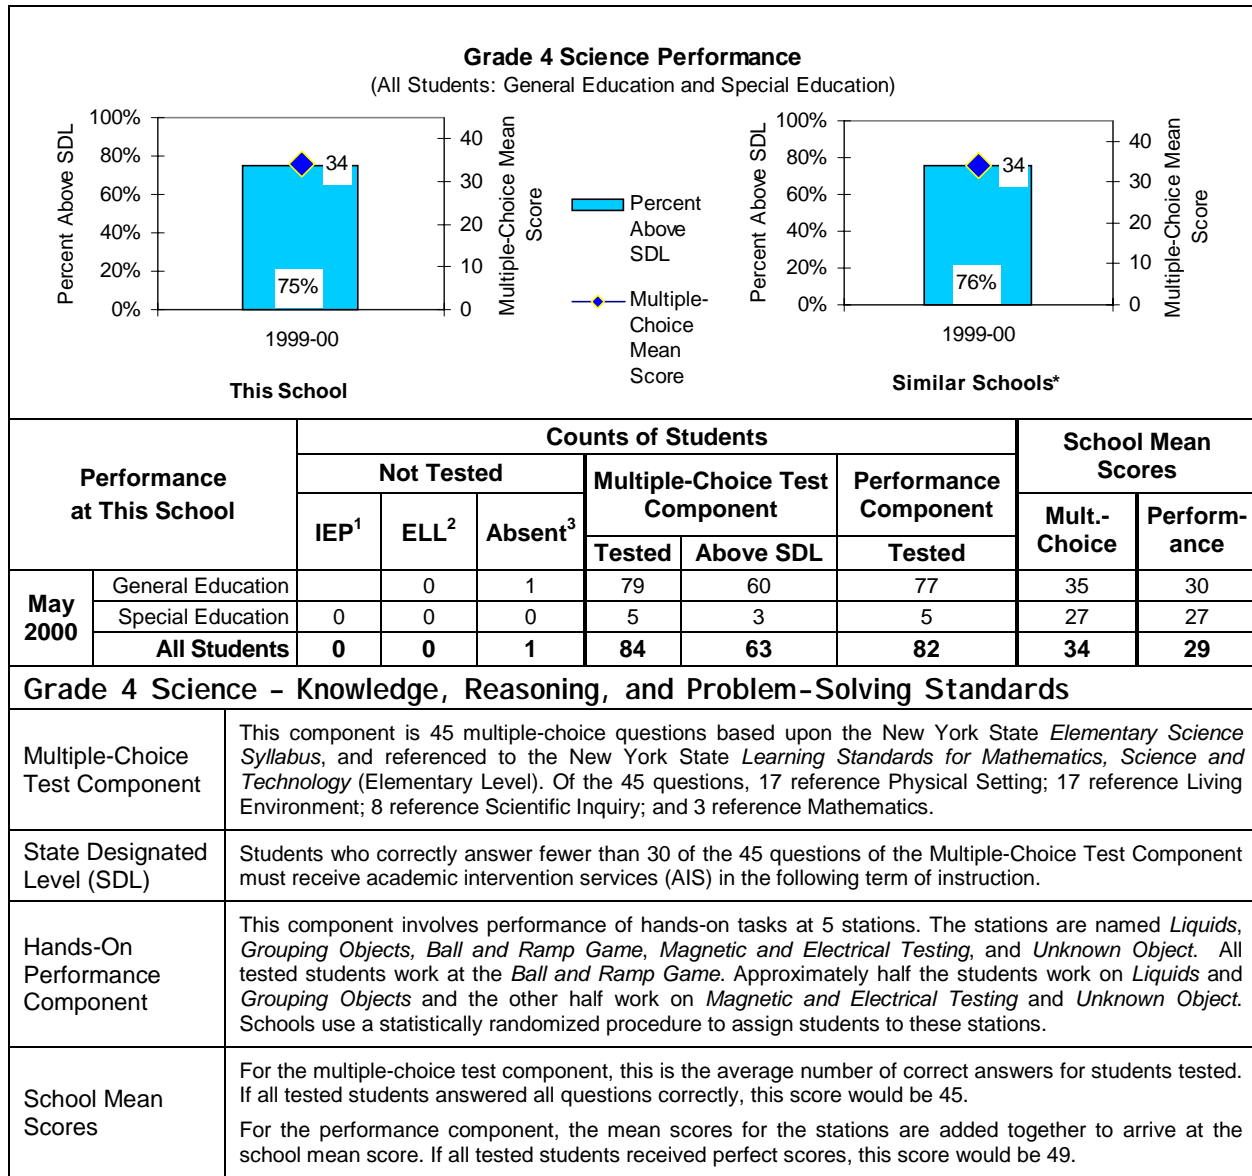 Grade 4 Science Performance
(All Students: General Education and Special Education)
Percent Above SDL
100%
80%
60%
40%
20%
0%
34
75%
40
30
20
10
0
Multiple-Choice Mean
Score
1999-00
This School
Percent
Above
SDL
Multiple-
Choice
Mean
Score
Percent Above SDL
100%
80%
60%
40%
20%
0%
34
76%
40
30
20
10
0
Multiple-Choice Mean
Score
1999-00
Similar Schools*
Performance
at This School
Counts of Students
School Mean
Scores
Not Tested
Multiple-Choice Test
Component
Performance
Component
IEP1
ELL2
Absent3
Mult.-
Choice
Perform-
ance
Tested
Above SDL
Tested
May
2000
General Education 0 1 79 60 77 35 30
Special Education 0 0 0 5 3 5 27 27
All Students 0 0 1 84 63 82 34 29
Grade 4 Science – Knowledge, Reasoning, and Problem-Solving Standards
Multiple-Choice
Test Component
This component is 45 multiple-choice questions based upon the New York State Elementary Science
Syllabus, and referenced to the New York State Learning Standards for Mathematics, Science and
Technology (Elementary Level). Of the 45 questions, 17 reference Physical Setting; 17 reference Living
Environment; 8 reference Scientific Inquiry; and 3 reference Mathematics.
State Designated
Level (SDL)
Students who correctly answer fewer than 30 of the 45 questions of the Multiple-Choice Test Component
must receive academic intervention services (AIS) in the following term of instruction.
Hands-On
Performance
Component
This component involves performance of hands-on tasks at 5 stations. The stations are named Liquids,
Grouping Objects, Ball and Ramp Game, Magnetic and Electrical Testing, and Unknown Object. All
tested students work at the Ball and Ramp Game. Approximately half the students work on Liquids and
Grouping Objects and the other half work on Magnetic and Electrical Testing and Unknown Object.
Schools use a statistically randomized procedure to assign students to these stations.
School Mean
Scores
For the multiple-choice test component, this is the average number of correct answers for students tested.
If all tested students answered all questions correctly, this score would be 45.
For the performance component, the mean scores for the stations are added together to arrive at the
school mean score. If all tested students received perfect scores, this score would be 49.